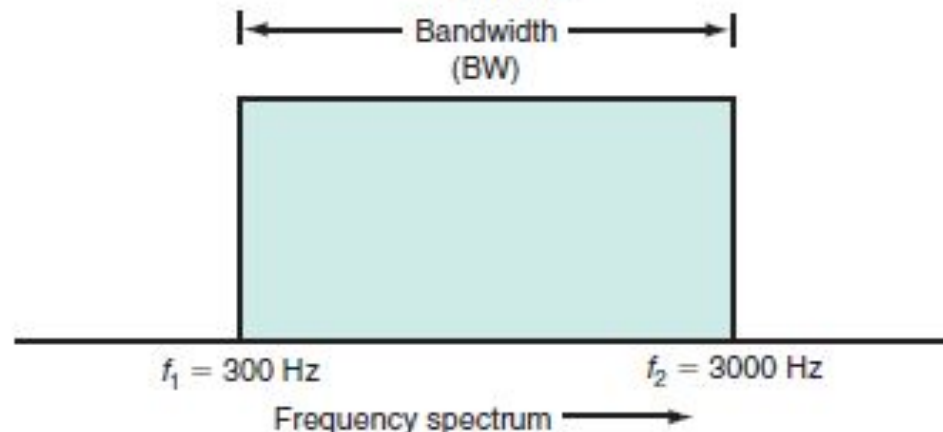 Bandwidth
(BW)
f₁ = 300 Hz
f₂ = 3000 Hz
Frequency spectrum